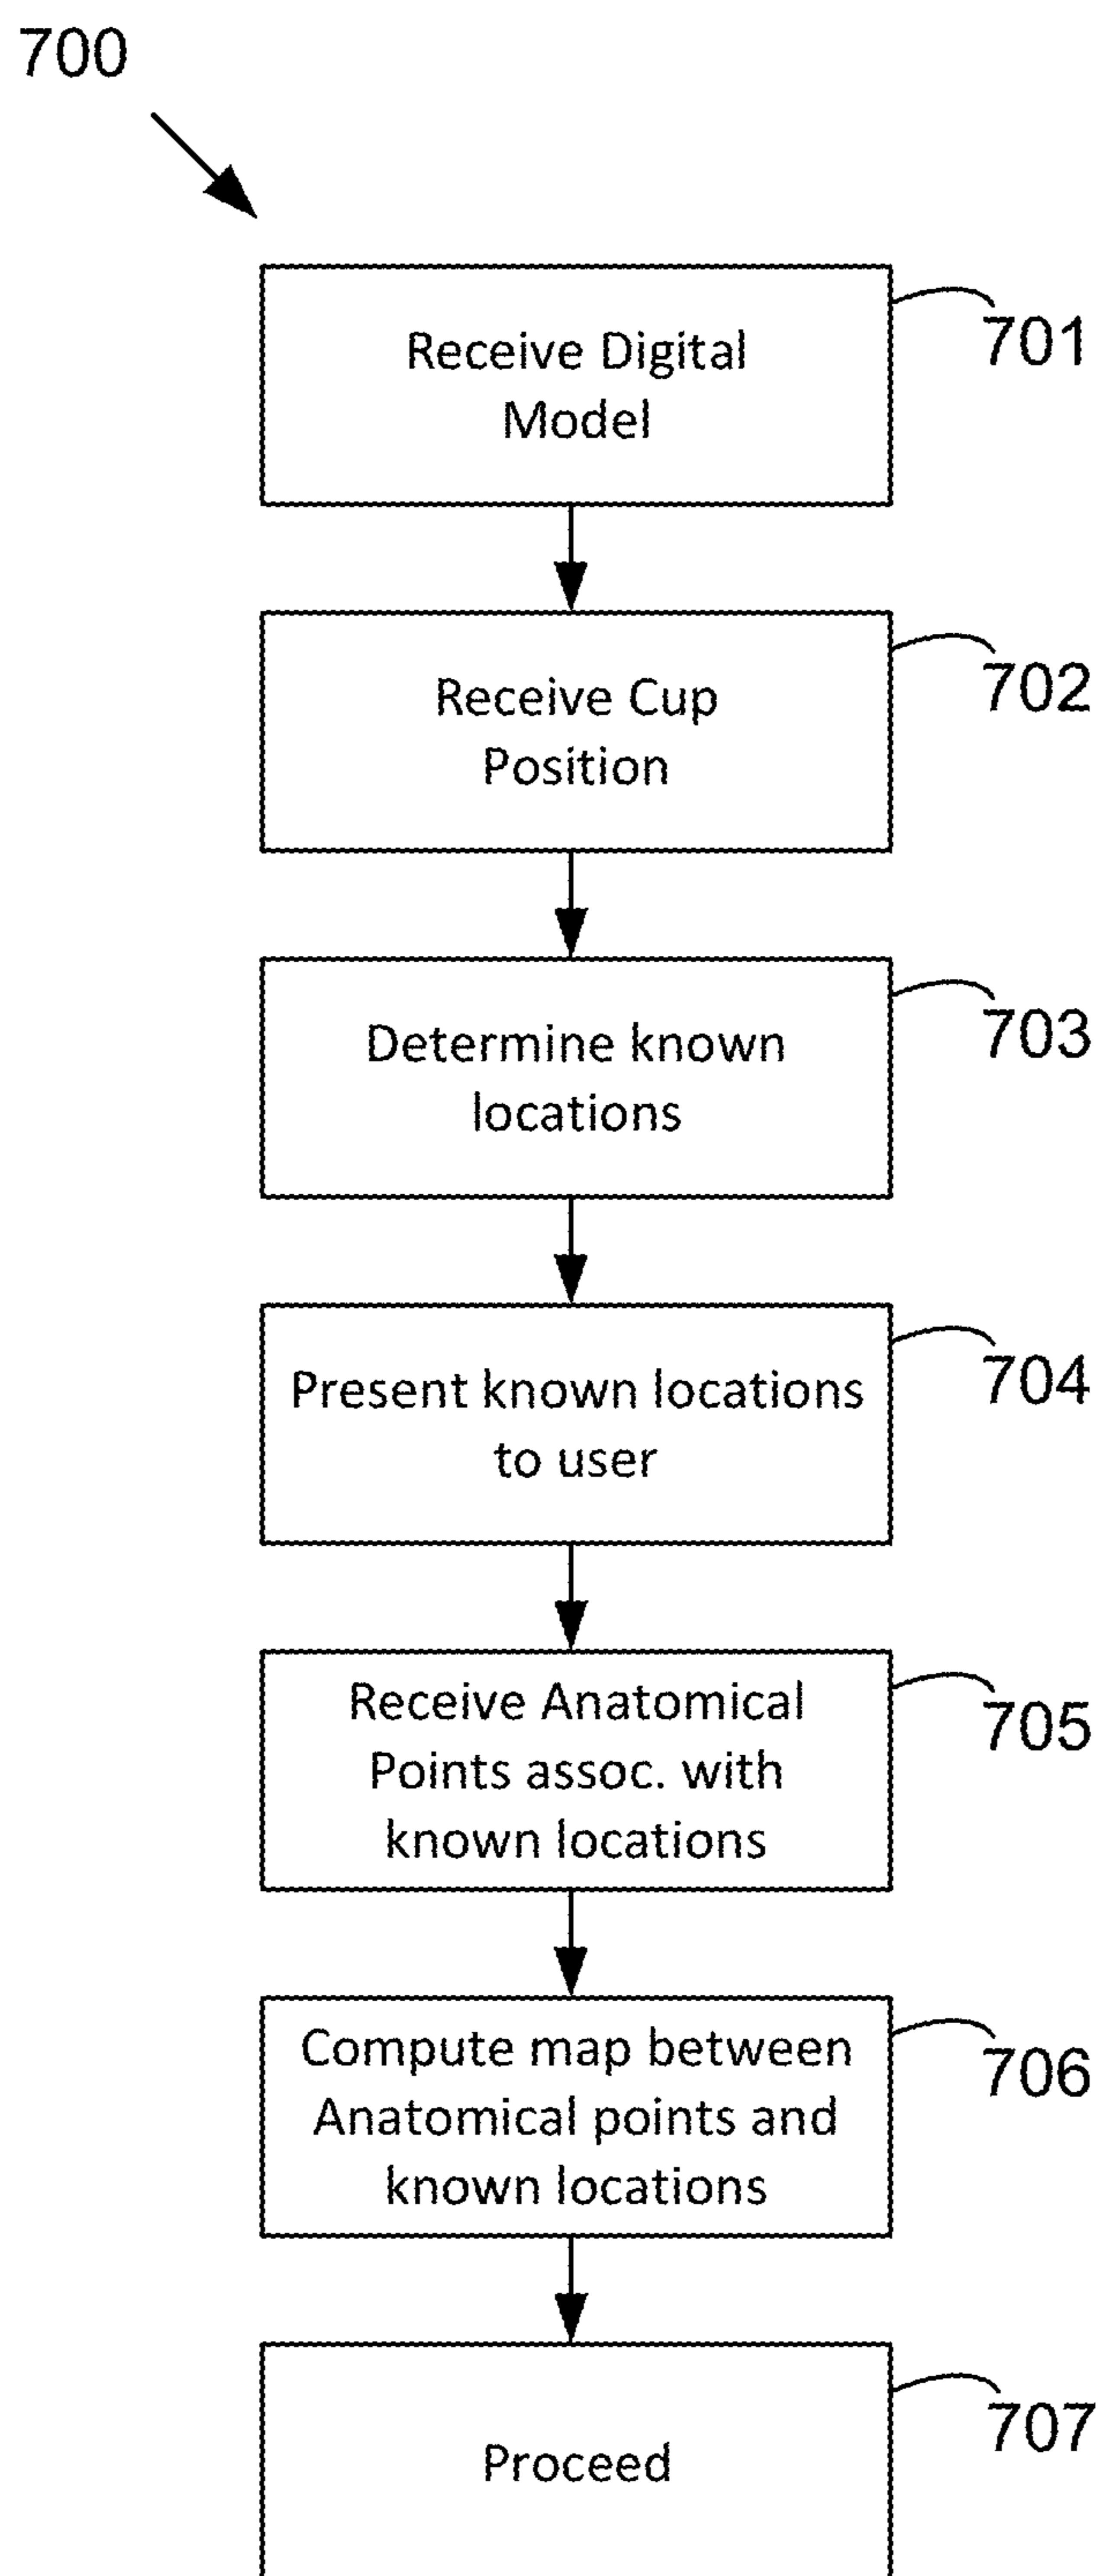 700
Receive Digital
Model
701
Receive Cup
Position
702
Determine known
locations
703
Present known locations
to user
704
Receive Anatomical
Points assoc. with
known locations
705
Compute map between
Anatomical points and
known locations
706
Proceed
707